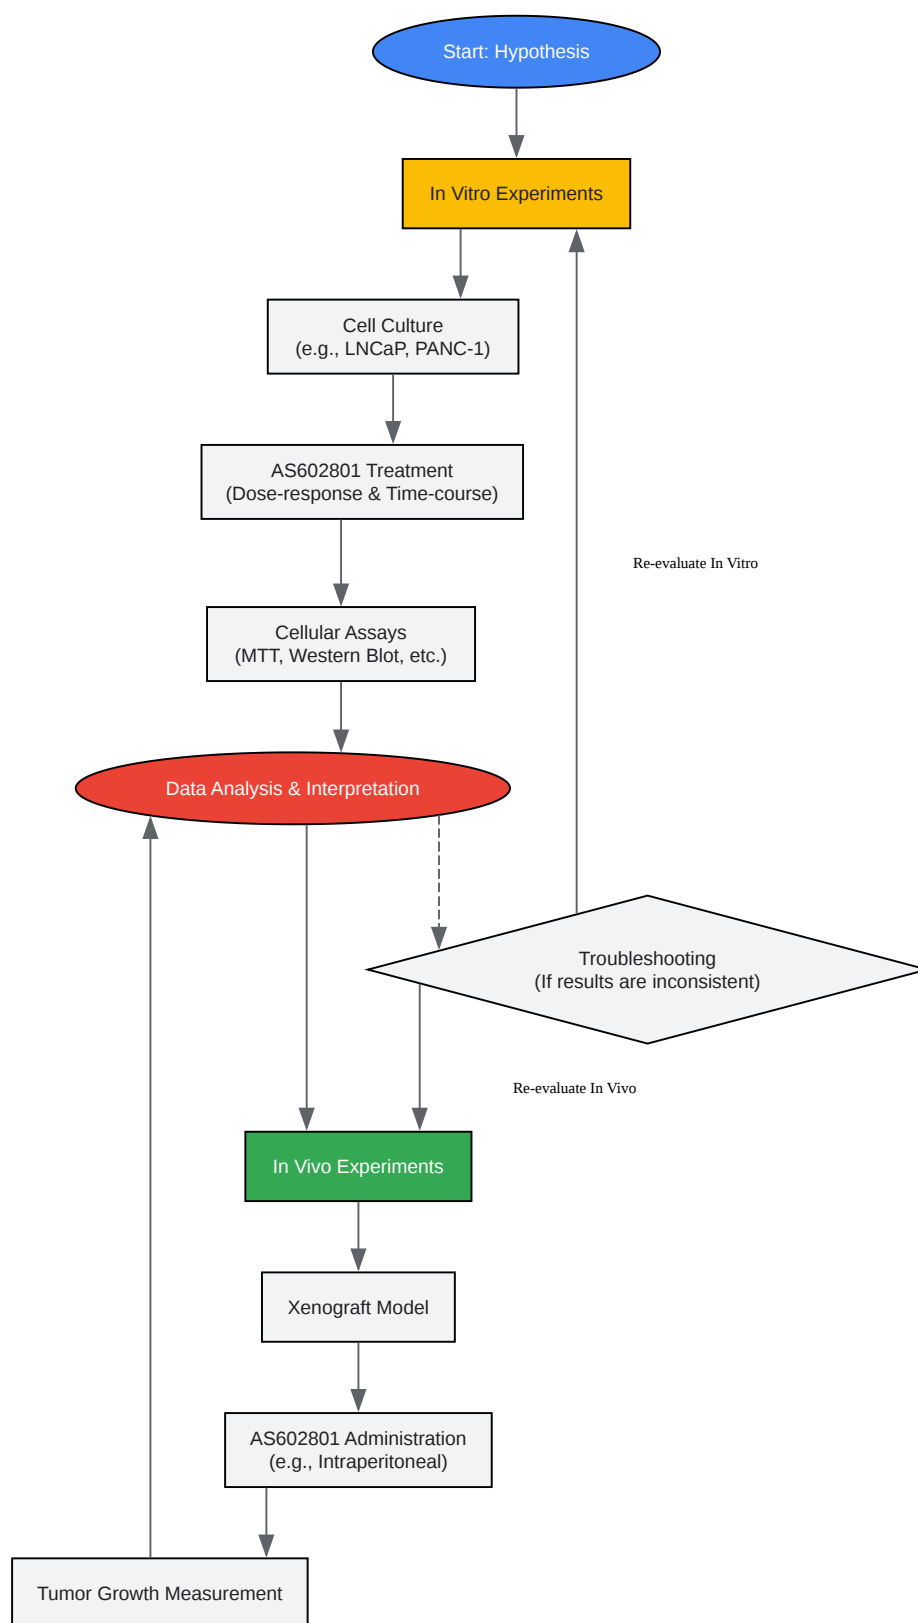 Start: Hypothesis
In Vitro Experiments
Cell Culture
(e.g., LNCaP, PANC-1)
AS602801 Treatment
(Dose-response & Time-course)
Re-evaluate In Vitro
Cellular Assays
(MTT, Western Blot, etc.)
Data Analysis & Interpretation
Troubleshooting
(If results are inconsistent)
Re-evaluate In Vivo
In Vivo Experiments
Xenograft Model
AS602801 Administration
(e.g., Intraperitoneal)
Tumor Growth Measurement